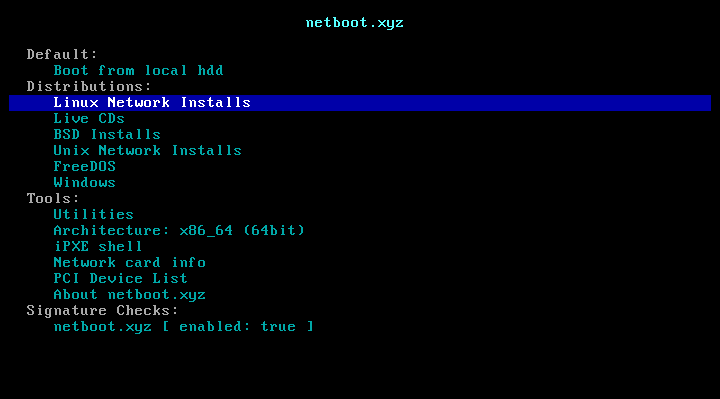 netboot.xyz
Default:
Boot from local hdd
Distributions:
Linux Network Installs
Live CDs
BSD Installs
Unix Network Installs
FreeDOS
Windows
Tools:
Utilities
Architecture: x86_64 (64bit)
iPXE shell
Network card info
PCI Device List
About netboot.xyz
Signature Checks:
netboot.xyz [ enabled: true ]